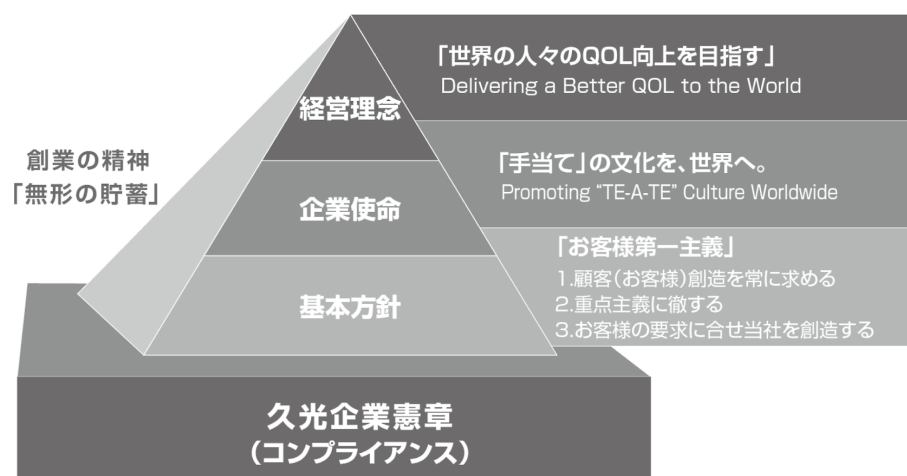 「世界の人々のQOL向上を目指す」
Delivering a Better QOL to the World
経営理念
創業の精神
「無形の貯蓄」
「手当て」の文化を、世界へ。
Promoting “TE-A-TE” Culture Worldwide
企業使命
「お客様第一主義」
1.顧客(お客様)創造を常に求める
2.重点主義に徹する
3.お客様の要求に合せ当社を創造する
基本方針
久光企業憲章
(コンプライアンス)